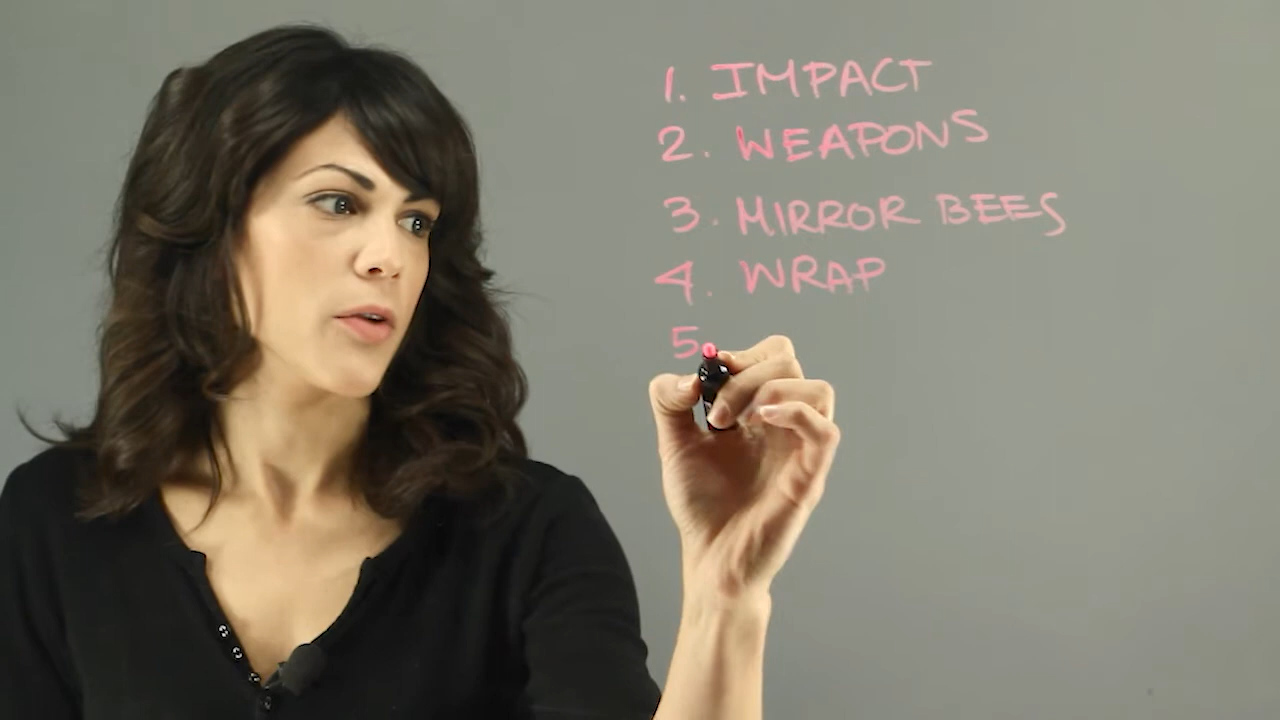 1. IMPACT
2. WEAPONS
3. MIRROR BEES
4. WRAP
5.